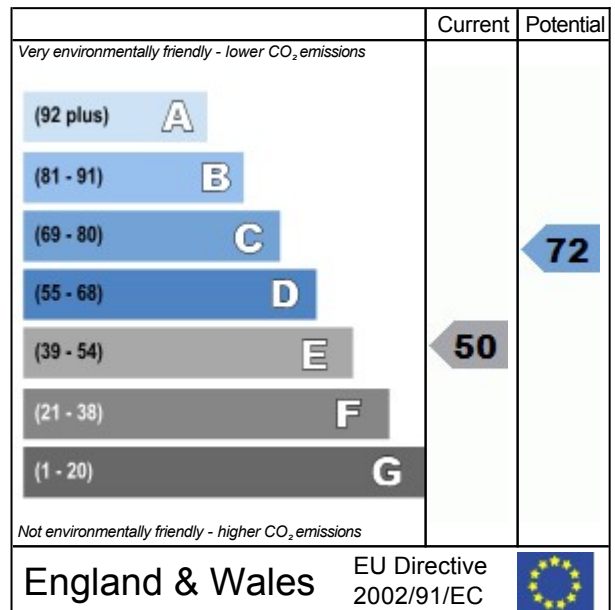 Current Potential
Very environmentally friendly - lower CO₂ emissions
(92 plus) A
(81 - 91) B
(69 - 80) C
72
(55 - 68) D
(39 - 54) E
50
(21 - 38) F
(1 - 20) G
Not environmentally friendly - higher CO₂ emissions
England & Wales
EU Directive
2002/91/EC